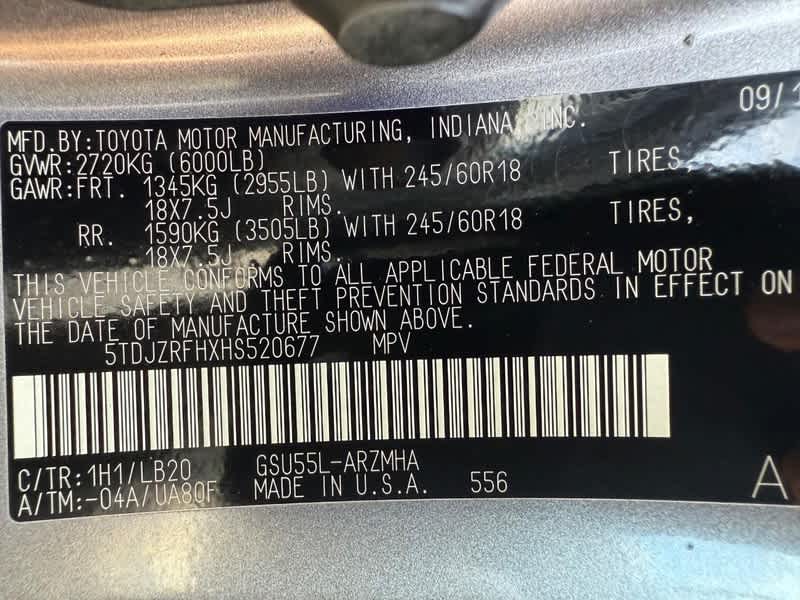 09/1
MFD.BY:TOYOTA MOTOR MANUFACTURING, INDIANA, INC.
GVWR:2720KG (6000LB)
GAWR:FRT. 1345KG (2955LB) WITH 245/60R18 TIRES,
18X7.5J RIMS.
RR. 1590KG (3505LB) WITH 245/60R18 TIRES,
18X7.5J RIMS.
THIS VEHICLE CONFORMS TO ALL APPLICABLE FEDERAL MOTOR
VEHICLE SAFETY AND THEFT PREVENTION STANDARDS IN EFFECT ON
THE DATE OF MANUFACTURE SHOWN ABOVE.
5TDJZRFHXHS520677 MPV
C/TR:1H1/LB20 GSU55L-ARZMHA
A/TM:-04A/UA80F MADE IN U.S.A. 556 A